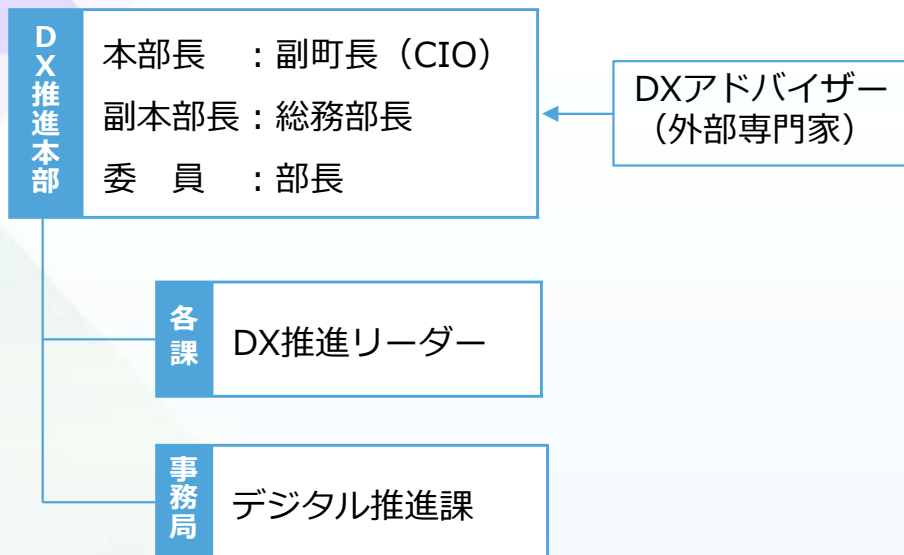 DX推進本部
本部長　：副町長（CIO）
副本部長：総務部長
委　員　：部長
DXアドバイザー
（外部専門家）
各課
DX推進リーダー
事務局
デジタル推進課